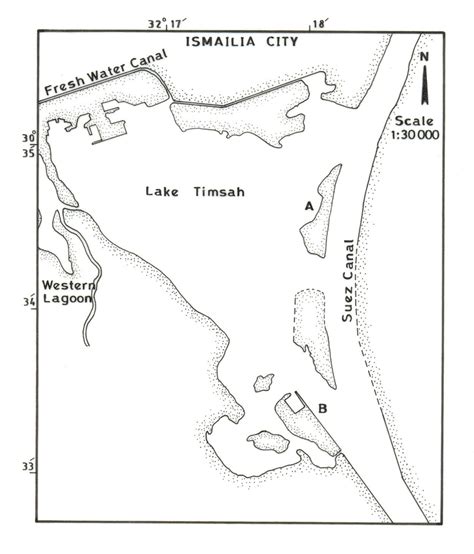 32° 17'
18'
ISMAILIA CITY
Fresh Water Canal
N
Scale
1:30 000
30°
35'
Lake Timsah
A
Suez Canal
Western
Lagoon
34'
B
33'